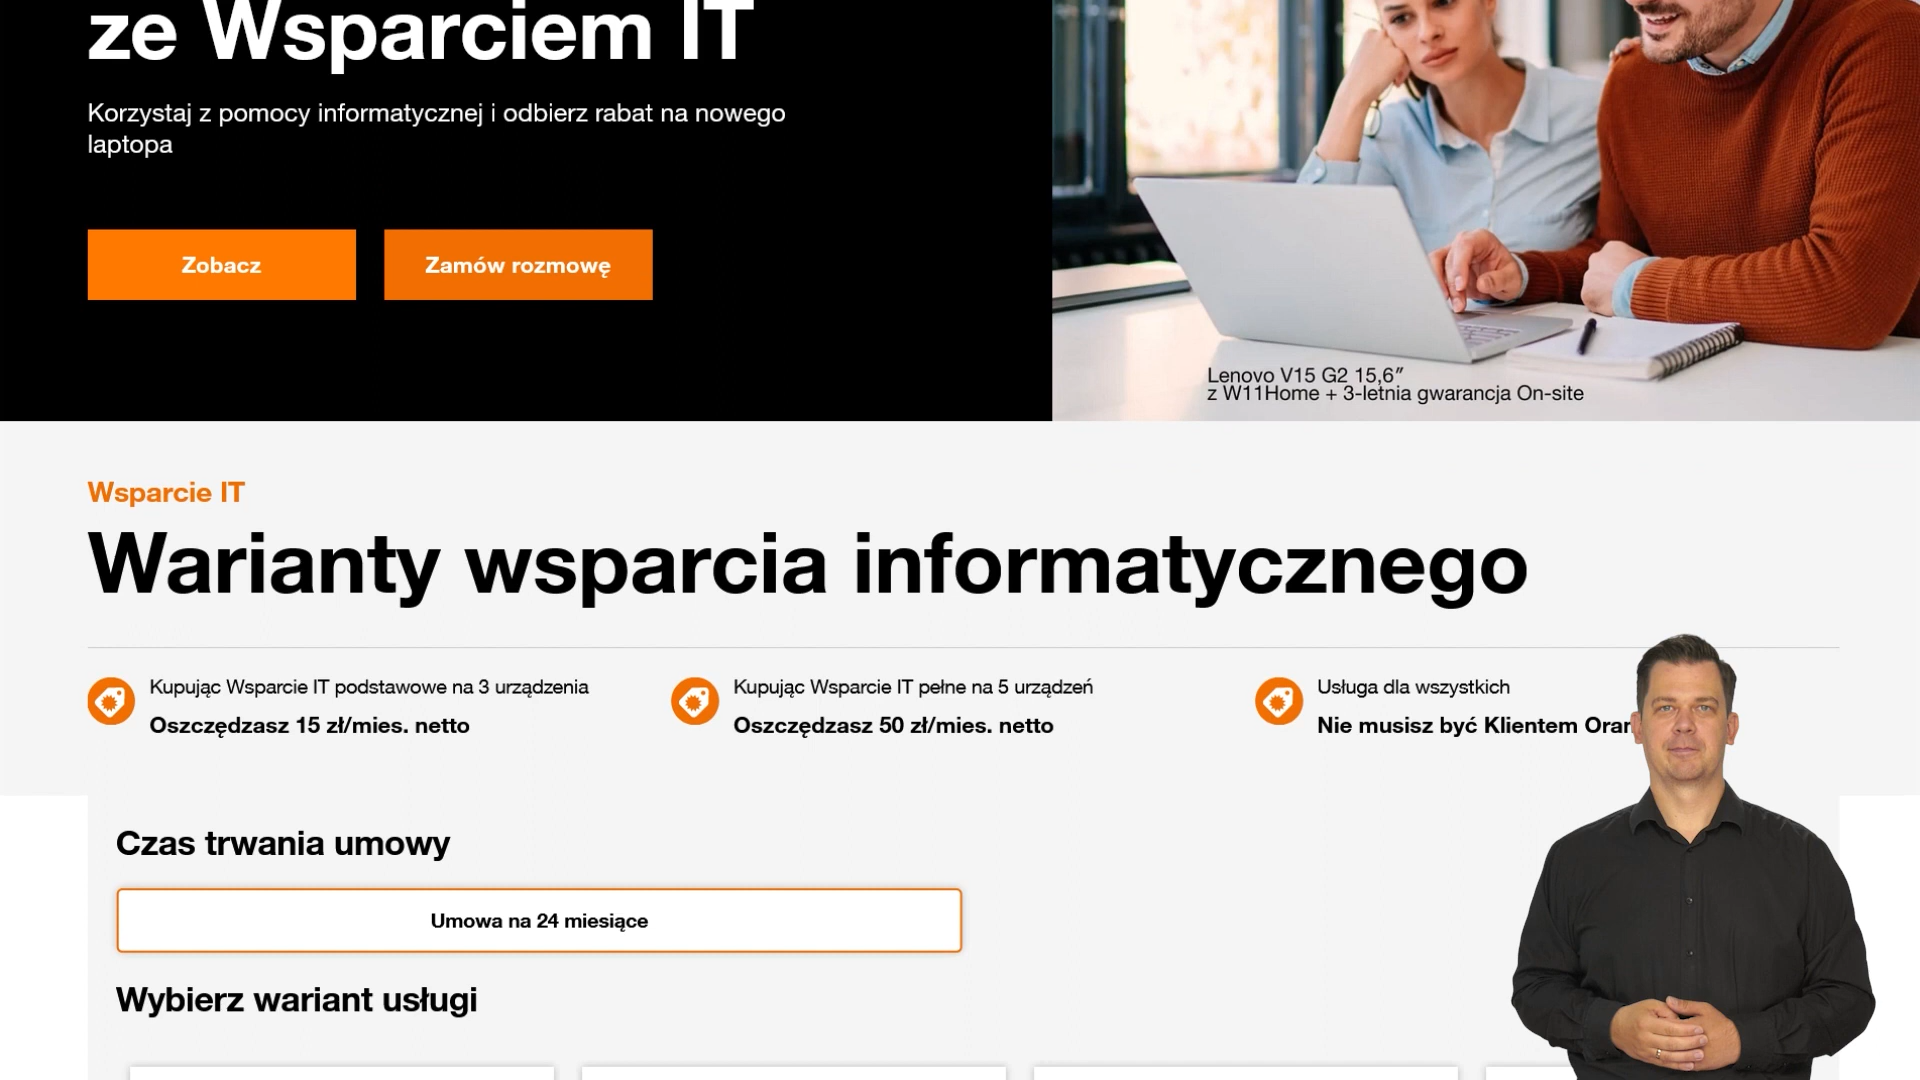 ze Wsparciem IT
Korzystaj z pomocy informatycznej i odbierz rabat na nowego
laptopa
Zobacz
Zamów rozmowę
Lenovo V15 G2 15,6″
z W11Home + 3-letnia gwarancja On-site
Wsparcie IT
Warianty wsparcia informatycznego
Kupując Wsparcie IT podstawowe na 3 urządzenia
Oszczędzasz 15 zł/mies. netto
Kupując Wsparcie IT pełne na 5 urządzeń
Oszczędzasz 50 zł/mies. netto
Usługa dla wszystkich
Nie musisz być Klientem
Czas trwania umowy
Umowa na 24 miesiące
Wybierz wariant usługi